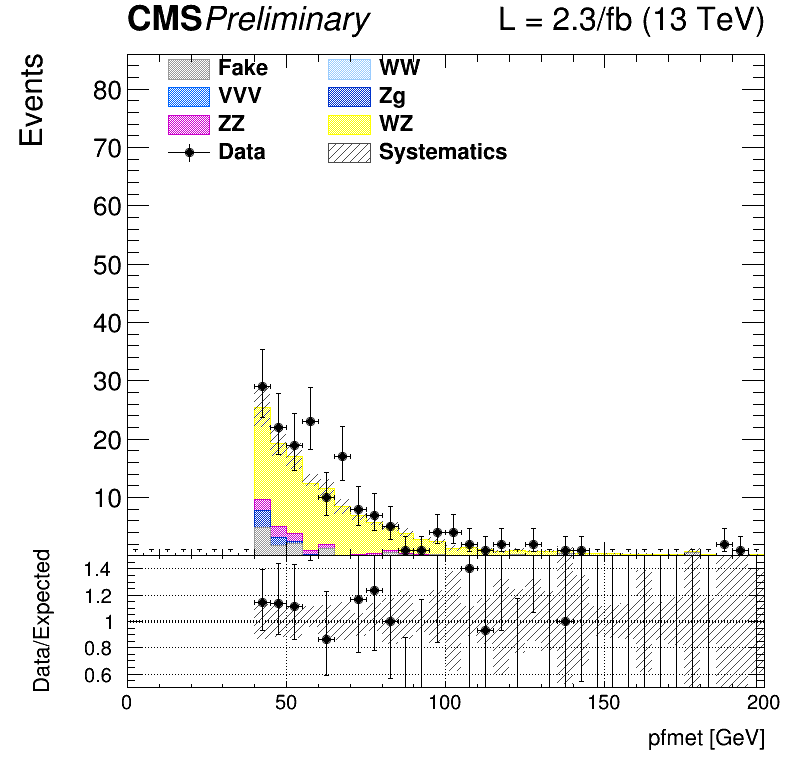 CMSPreliminary L = 2.3/fb (13 TeV)
Events
Fake WW
VVV Zg
ZZ WZ
Data Systematics
80
70
60
50
40
30
20
10
Data/Expected
1.4
1.2
1
0.8
0.6
0 50 100 150 200
pfmet [GeV]